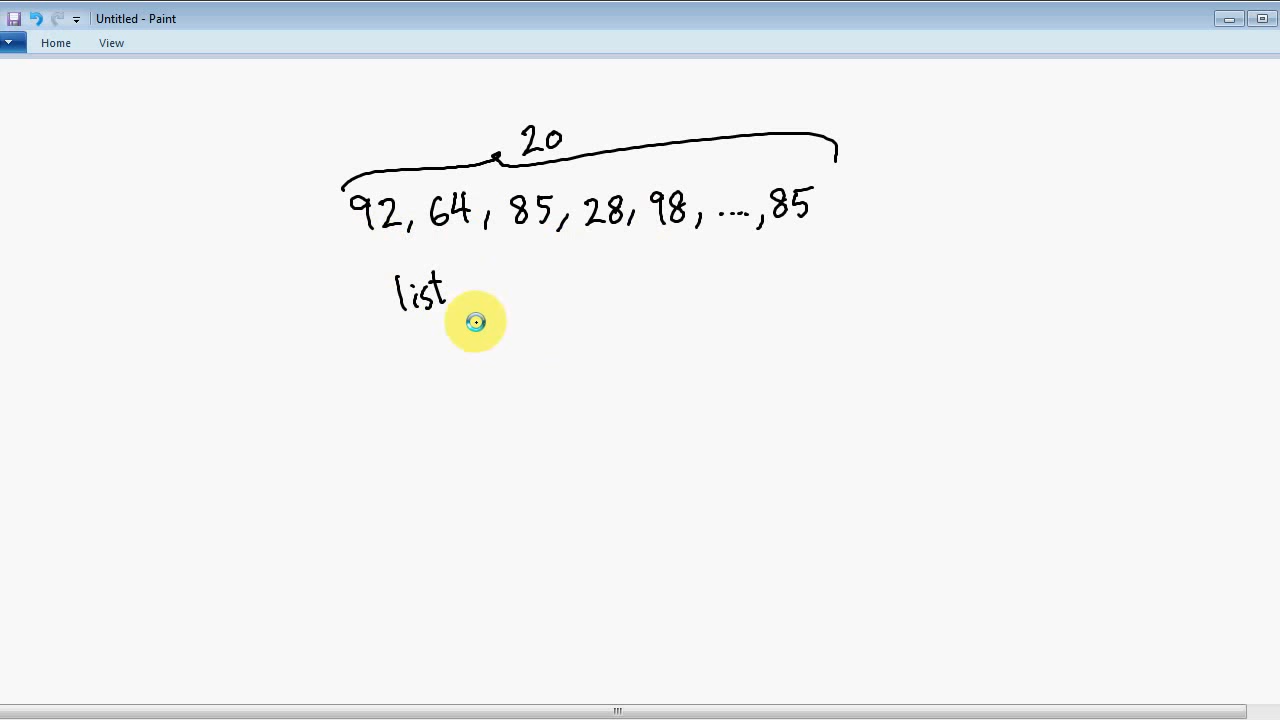 Untitled - Paint
Home View
20
92, 64, 85, 28, 98, ...., 85
list